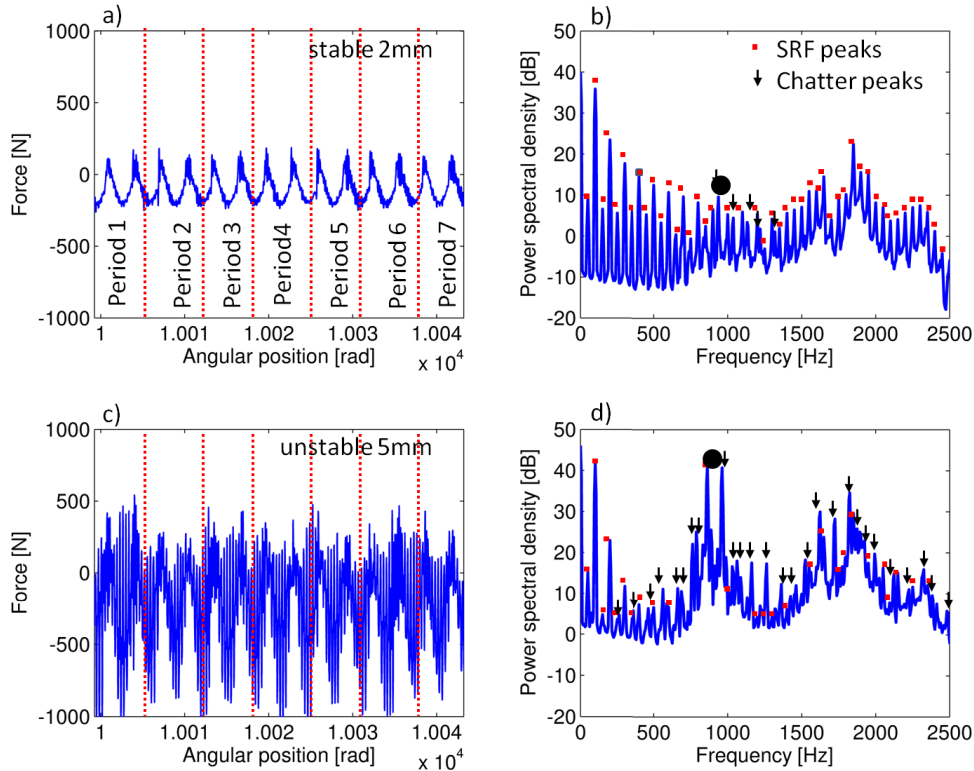 a)
stable 2mm
Force [N]
1000
500
0
-500
-1000
Period 1
Period 2
Period 3
Period4
Period 5
Period 6
Period 7
1
1.001
1.002
1.003
1.004
Angular position [rad]
x 10⁴
b)
SRF peaks
Chatter peaks
Power spectral density [dB]
50
40
30
20
10
0
-10
-20
0
500
1000
1500
2000
2500
Frequency [Hz]
c)
unstable 5mm
Force [N]
1000
500
0
-500
-1000
1
1.001
1.002
1.003
1.004
Angular position [rad]
x 10⁴
d)
Power spectral density [dB]
50
40
30
20
10
0
-10
-20
0
500
1000
1500
2000
2500
Frequency [Hz]